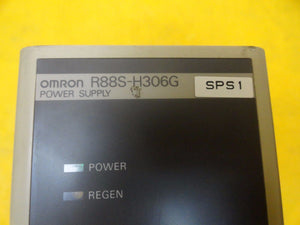 OMRON R88S-H306G SPS1
POWER SUPPLY
POWER
REGEN